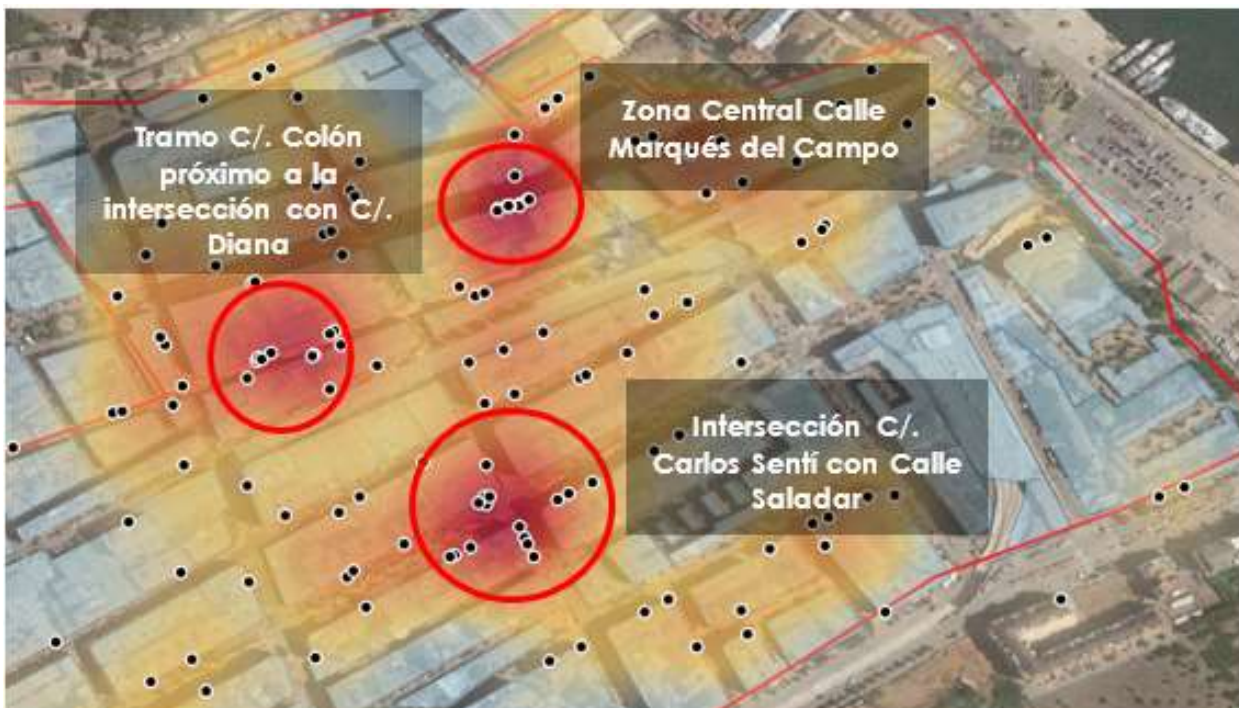 Tramo C/. Colón
próximo a la
intersección con C/.
Diana
Zona Central Calle
Marqués del Campo
Intersección C/.
Carlos Sentí con Calle
Saladar